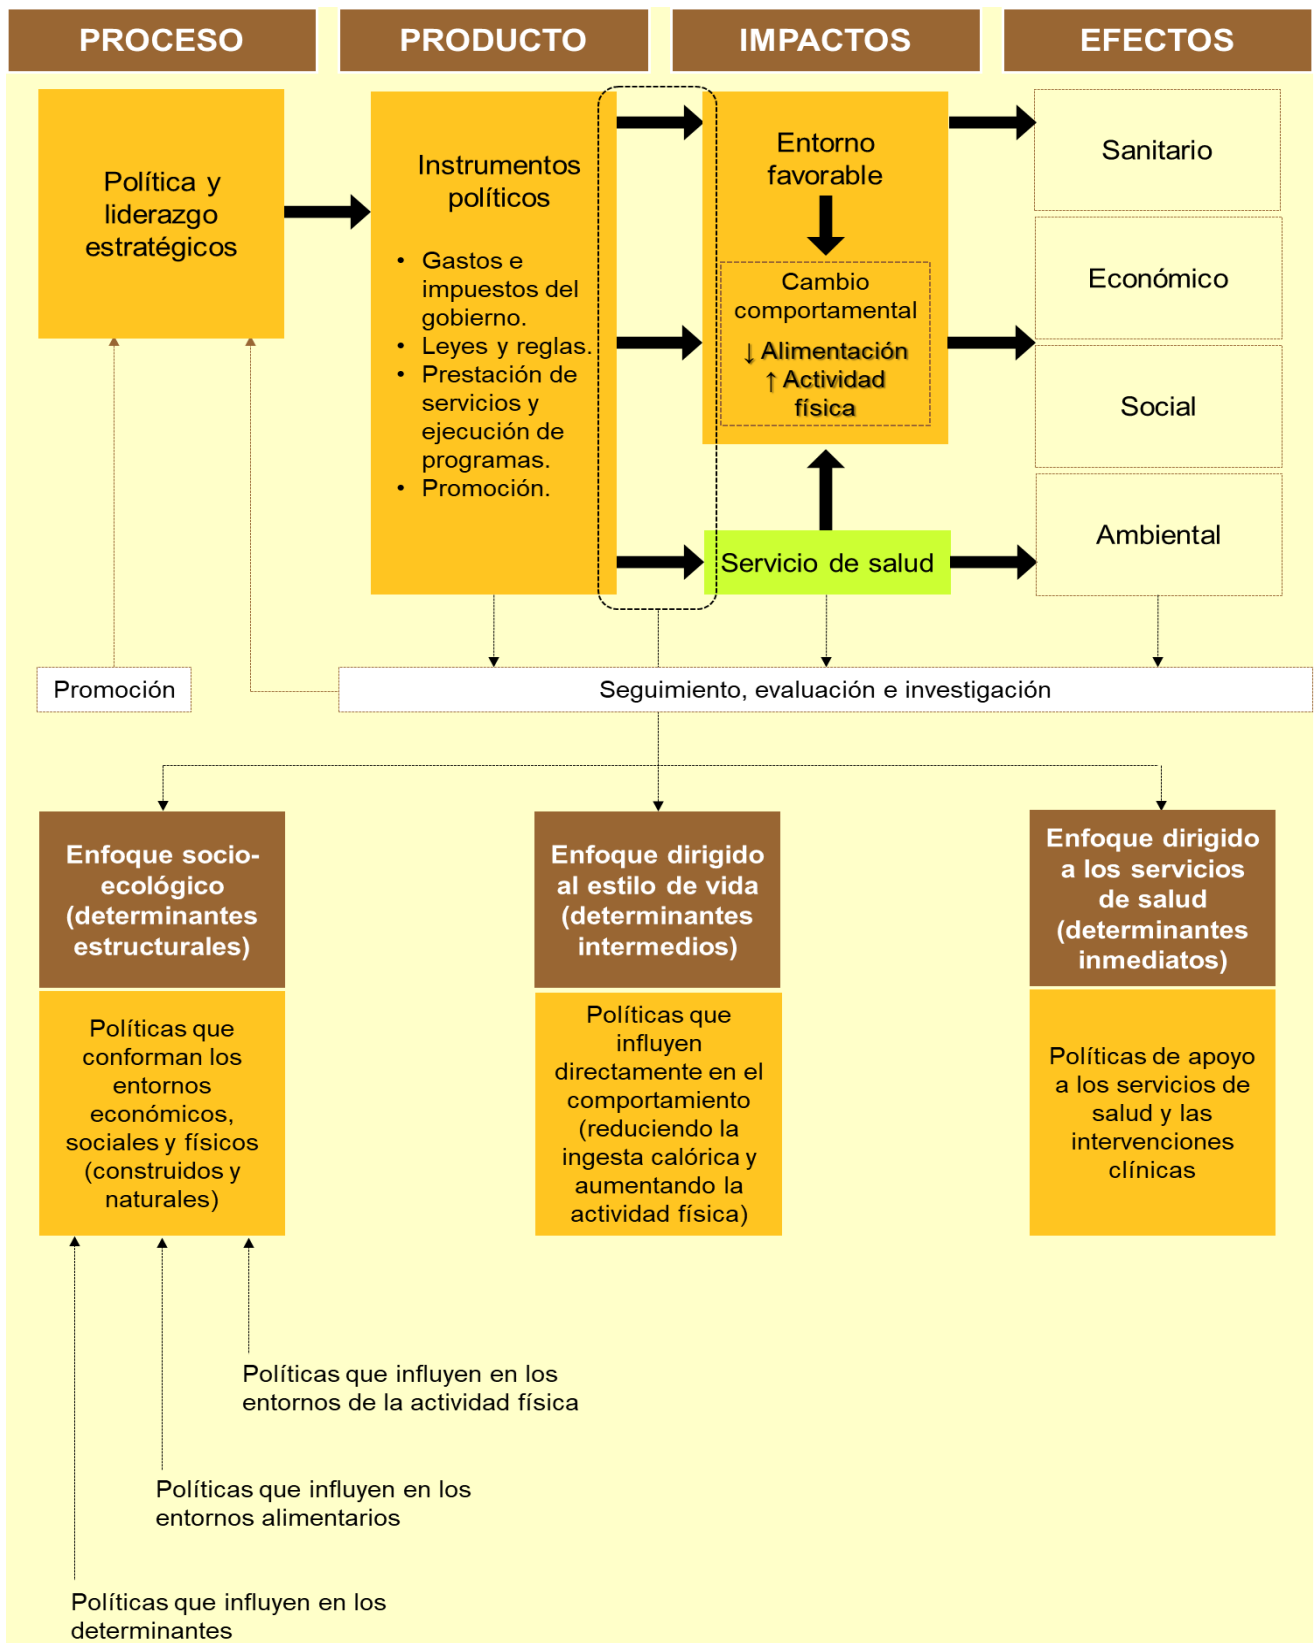 PROCESO
PRODUCTO
IMPACTOS
EFECTOS
Política y
liderazgo
estratégicos
Instrumentos
políticos
• Gastos e
impuestos del
gobierno.
• Leyes y reglas.
• Prestación de
servicios y
ejecución de
programas.
• Promoción.
Entorno
favorable
Cambio
comportamental
↓ Alimentación
↑ Actividad
física
Servicio de salud
Sanitario
Económico
Social
Ambiental
Promoción
Seguimiento, evaluación e investigación
Enfoque socio-
ecológico
(determinantes
estructurales)
Políticas que
conforman los
entornos
económicos,
sociales y físicos
(construidos y
naturales)
Enfoque dirigido
al estilo de vida
(determinantes
intermedios)
Políticas que
influyen
directamente en el
comportamiento
(reduciendo la
ingesta calórica y
aumentando la
actividad física)
Enfoque dirigido
a los servicios
de salud
(determinantes
inmediatos)
Políticas de apoyo
a los servicios de
salud y las
intervenciones
clínicas
Políticas que influyen en los
entornos de la actividad física
Políticas que influyen en los
entornos alimentarios
Políticas que influyen en los
determinantes